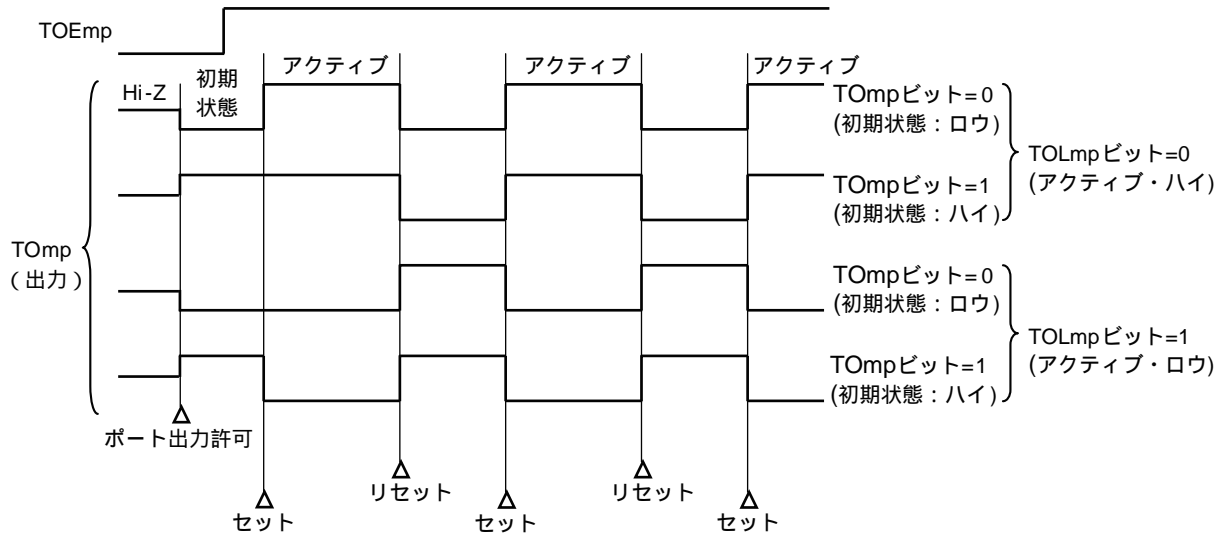 TOEmp
Hi-Z
初期
状態
アクティブ
アクティブ
アクティブ
TOmpビット=0
(初期状態：ロウ)
TOmpビット=1
(初期状態：ハイ)
TOLmpビット=0
(アクティブ・ハイ)
TOmp
（出力）
TOmpビット=0
(初期状態：ロウ)
TOmpビット=1
(初期状態：ハイ)
TOLmpビット=1
(アクティブ・ロウ)
ポート出力許可
セット
リセット
セット
リセット
セット